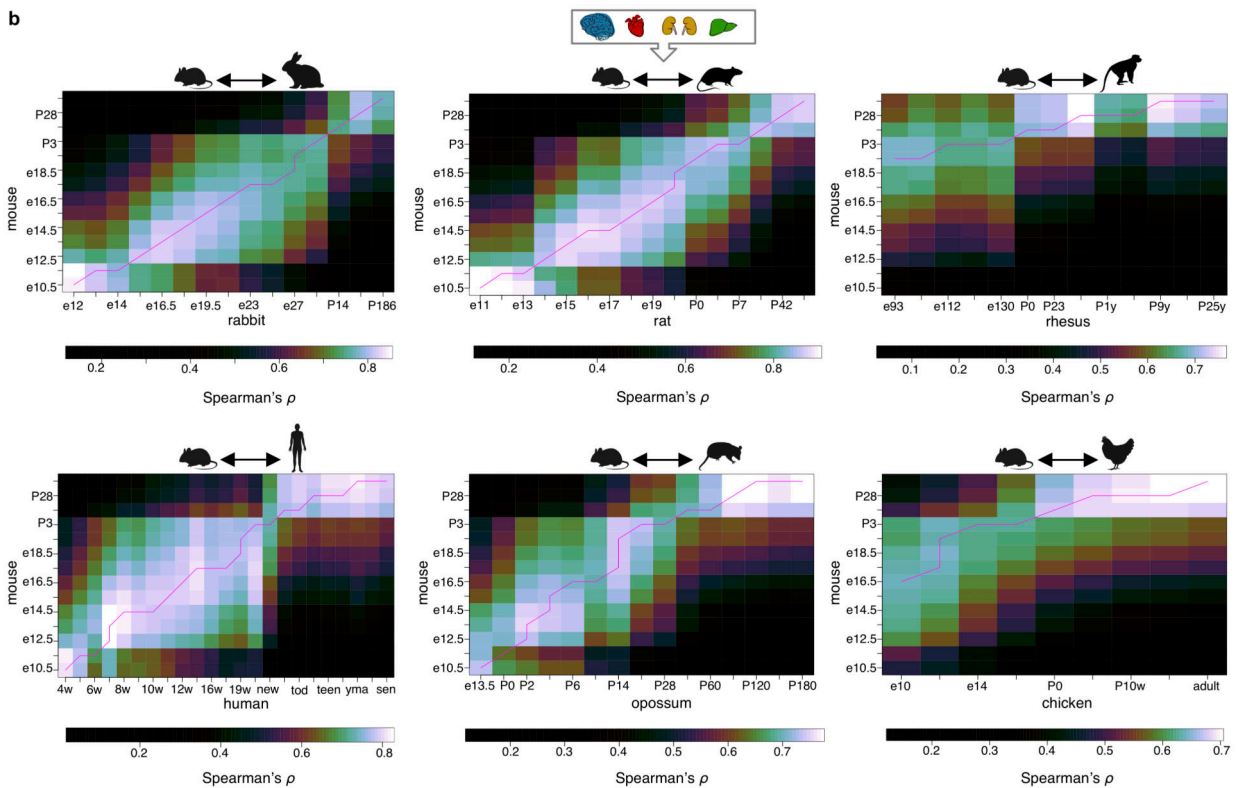 b
P28
P3
e18.5
e16.5
e14.5
e12.5
e10.5
mouse
e12 e14 e16.5 e19.5 e23 e27 P14 P186
rabbit
0.2 0.4 0.6 0.8
Spearman's ρ
P28
P3
e18.5
e16.5
e14.5
e12.5
e10.5
mouse
e11 e13 e15 e17 e19 P0 P7 P42
rat
0.2 0.4 0.6 0.8
Spearman's ρ
P28
P3
e18.5
e16.5
e14.5
e12.5
e10.5
mouse
e93 e112 e130 P0 P23 P1y P9y P25y
rhesus
0.1 0.2 0.3 0.4 0.5 0.6 0.7
Spearman's ρ
P28
P3
e18.5
e16.5
e14.5
e12.5
e10.5
mouse
4w 6w 8w 10w 12w 16w 19w new tod teen yma sen
human
0.2 0.4 0.6 0.8
Spearman's ρ
P28
P3
e18.5
e16.5
e14.5
e12.5
e10.5
mouse
e13.5 P0 P2 P6 P14 P28 P60 P120 P180
opossum
0.2 0.3 0.4 0.5 0.6 0.7
Spearman's ρ
P28
P3
e18.5
e16.5
e14.5
e12.5
e10.5
mouse
e10 e14 P0 P10w adult
chicken
0.2 0.3 0.4 0.5 0.6 0.7
Spearman's ρ